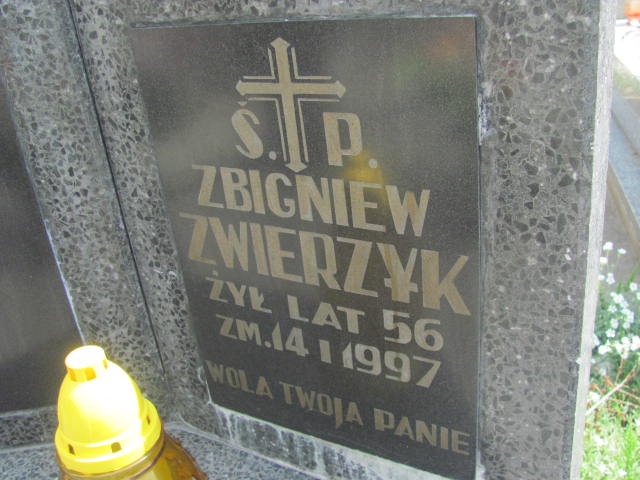 Ś. P.
ZBIGNIEW
ZWIERZYK
ŻYŁ LAT 56
ZM. 14 I 1997
WOLA TWOJA PANIE